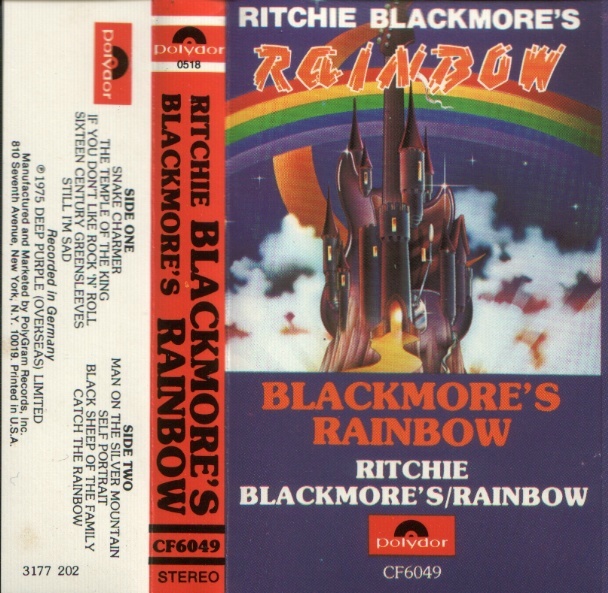 RITCHIE BLACKMORE'S
RAINBOW
BLACKMORE'S
RAINBOW
RITCHIE
BLACKMORE'S/RAINBOW
polydor
CF6049
polydor
0518
RITCHIE BLACKMORE'S
BLACKMORE'S RAINBOW
CF6049
STEREO
polydor
SIDE ONE
SNAKE CHARMER
THE TEMPLE OF THE KING
IF YOU DON'T LIKE ROCK 'N' ROLL
SIXTEEN CENTURY GREENSLEEVES
STILL I'M SAD
SIDE TWO
MAN ON THE SILVER MOUNTAIN
SELF PORTRAIT
BLACK SHEEP OF THE FAMILY
CATCH THE RAINBOW
Recorded in Germany
℗ 1975 DEEP PURPLE (OVERSEAS) LIMITED
Manufactured and Marketed by PolyGram Records, Inc.
810 Seventh Avenue, New York, N.Y. 10019. Printed in U.S.A.
3177 202